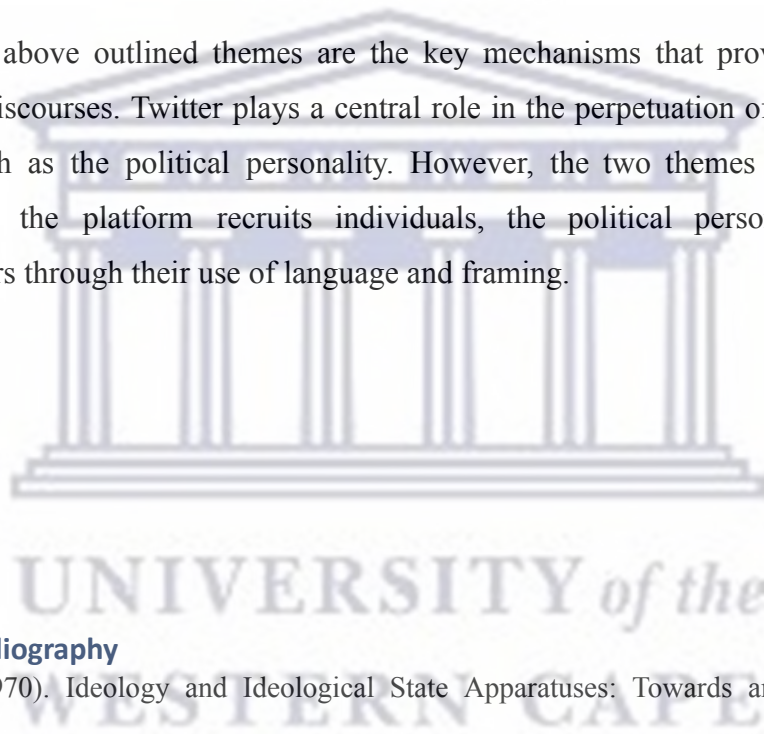 above outlined themes are the key mechanisms that prov
iscourses. Twitter plays a central role in the perpetuation o
h as the political personality. However, the two themes
the platform recruits individuals, the political perso
rs through their use of language and framing.
UNIVERSITY of the
liography
970). Ideology and Ideological State Apparatuses: Towards a
WESTERN CAPE